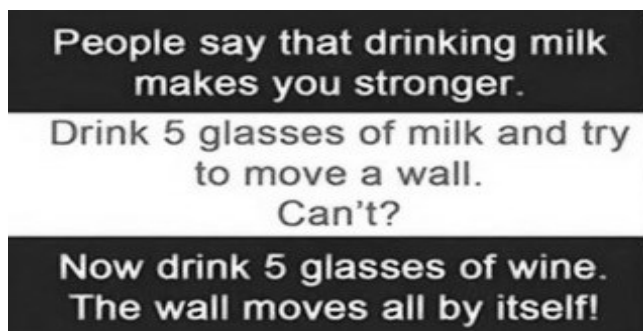 People say that drinking milk
makes you stronger.
Drink 5 glasses of milk and try
to move a wall.
Can't?
Now drink 5 glasses of wine.
The wall moves all by itself!